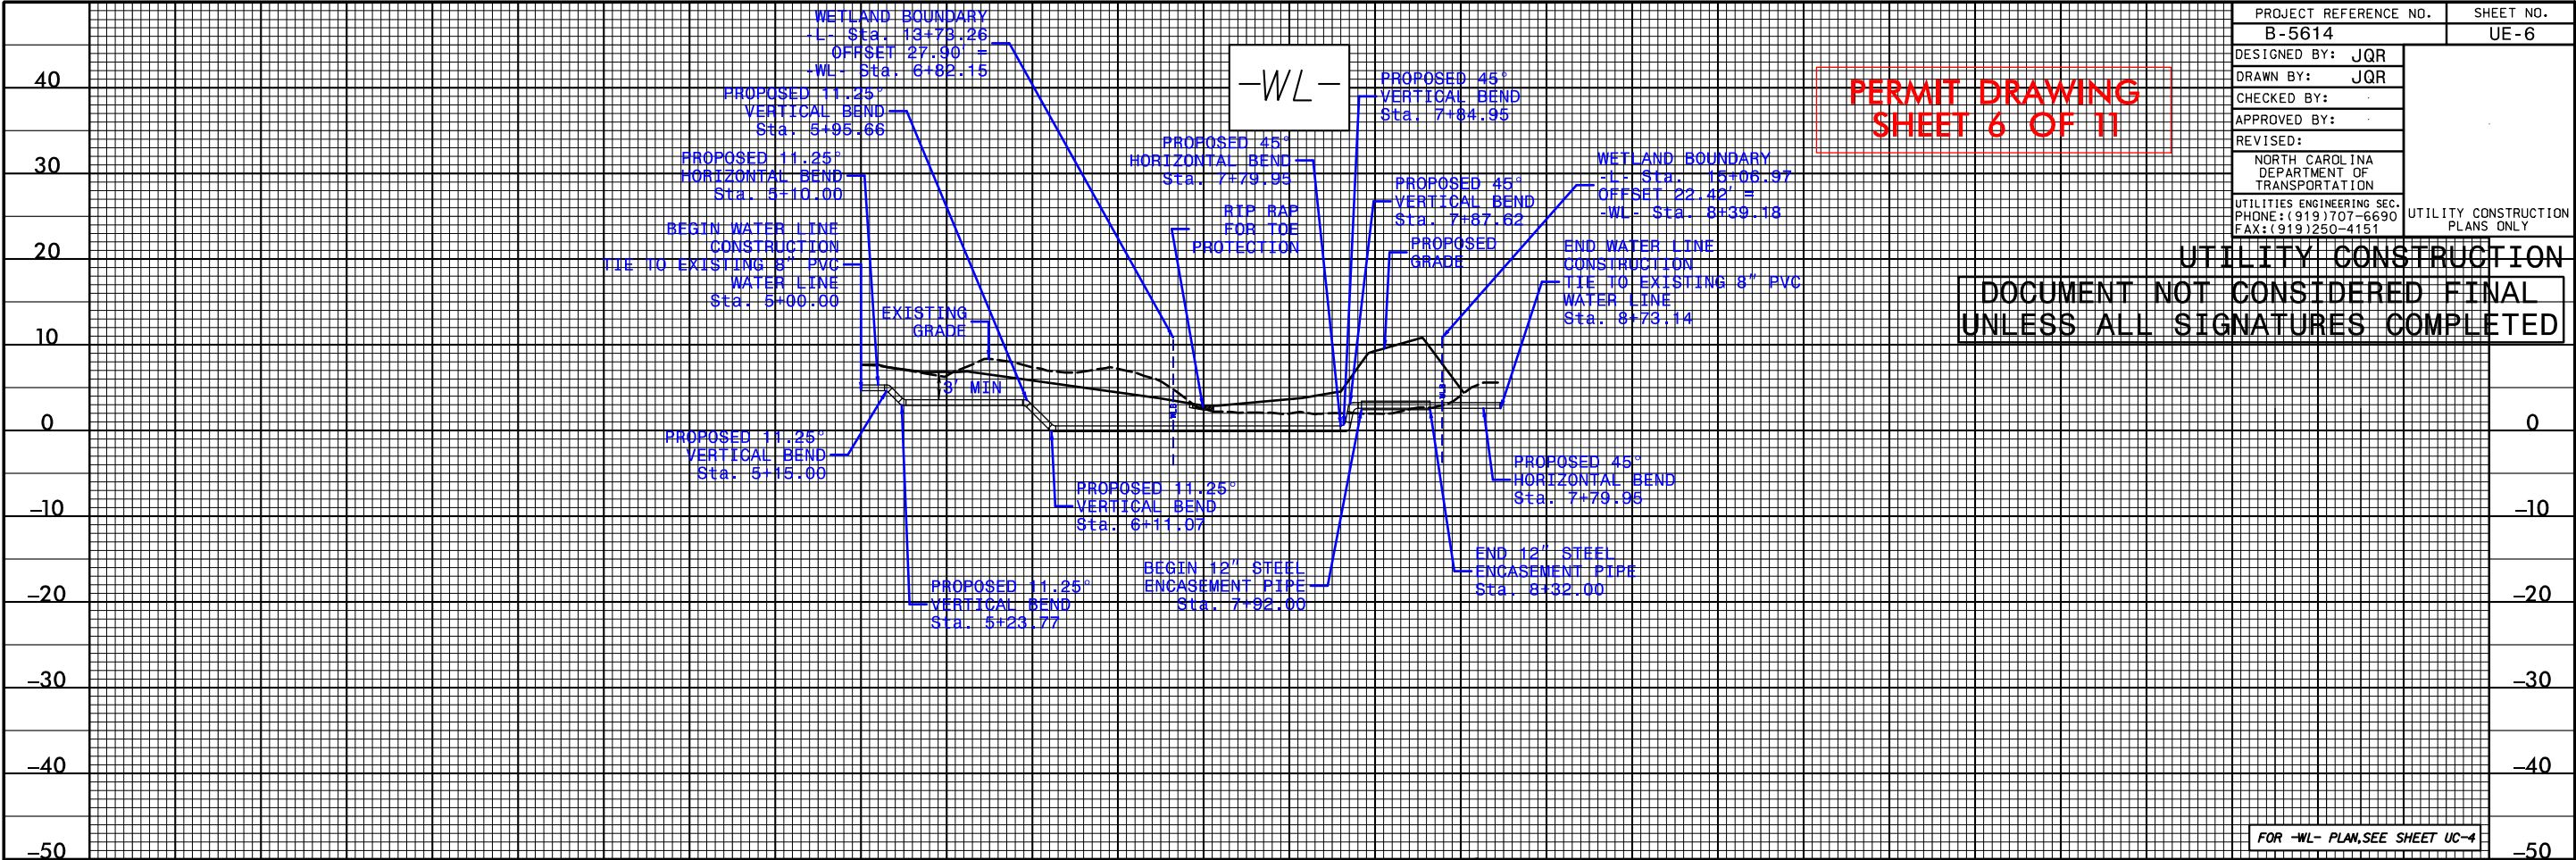 PROJECT REFERENCE NO.
SHEET NO.
B-5614
UE-6
DESIGNED BY: JQR
DRAWN BY: JQR
CHECKED BY:
APPROVED BY:
REVISED:
NORTH CAROLINA
DEPARTMENT OF
TRANSPORTATION
UTILITIES ENGINEERING SEC.
PHONE:(919)707-6690
FAX:(919)250-4151
UTILITY CONSTRUCTION
PLANS ONLY
UTILITY CONSTRUCTION
DOCUMENT NOT CONSIDERED FINAL
UNLESS ALL SIGNATURES COMPLETED
PERMIT DRAWING
SHEET 6 OF 11
-WL-
WETLAND BOUNDARY
-L- Sta. 13+73.26
OFFSET 27.90' =
-WL- Sta. 6+82.15
PROPOSED 11.25°
VERTICAL BEND
Sta. 5+95.66
PROPOSED 11.25°
HORIZONTAL BEND
Sta. 5+10.00
BEGIN WATER LINE
CONSTRUCTION
TIE TO EXISTING 8" PVC
WATER LINE
Sta. 5+00.00
EXISTING
GRADE
3' MIN
PROPOSED 45°
VERTICAL BEND
Sta. 7+84.95
PROPOSED 45°
HORIZONTAL BEND
Sta. 7+79.95
PROPOSED 45°
VERTICAL BEND
Sta. 7+87.62
RIP RAP
FOR TOE
PROTECTION
PROPOSED
GRADE
WETLAND BOUNDARY
-L- Sta. 15+06.97
OFFSET 22.42' =
-WL- Sta. 8+39.18
END WATER LINE
CONSTRUCTION
TIE TO EXISTING 8" PVC
WATER LINE
Sta. 8+73.14
WLB
WLB
PROPOSED 11.25°
VERTICAL BEND
Sta. 5+15.00
PROPOSED 11.25°
VERTICAL BEND
Sta. 6+11.07
PROPOSED 11.25°
VERTICAL BEND
Sta. 5+23.77
BEGIN 12" STEEL
ENCASEMENT PIPE
Sta. 7+92.00
PROPOSED 45°
HORIZONTAL BEND
Sta. 7+79.95
END 12" STEEL
ENCASEMENT PIPE
Sta. 8+32.00
40
30
20
10
0
-10
-20
-30
-40
-50
0
-10
-20
-30
-40
-50
FOR -WL- PLAN,SEE SHEET UC-4